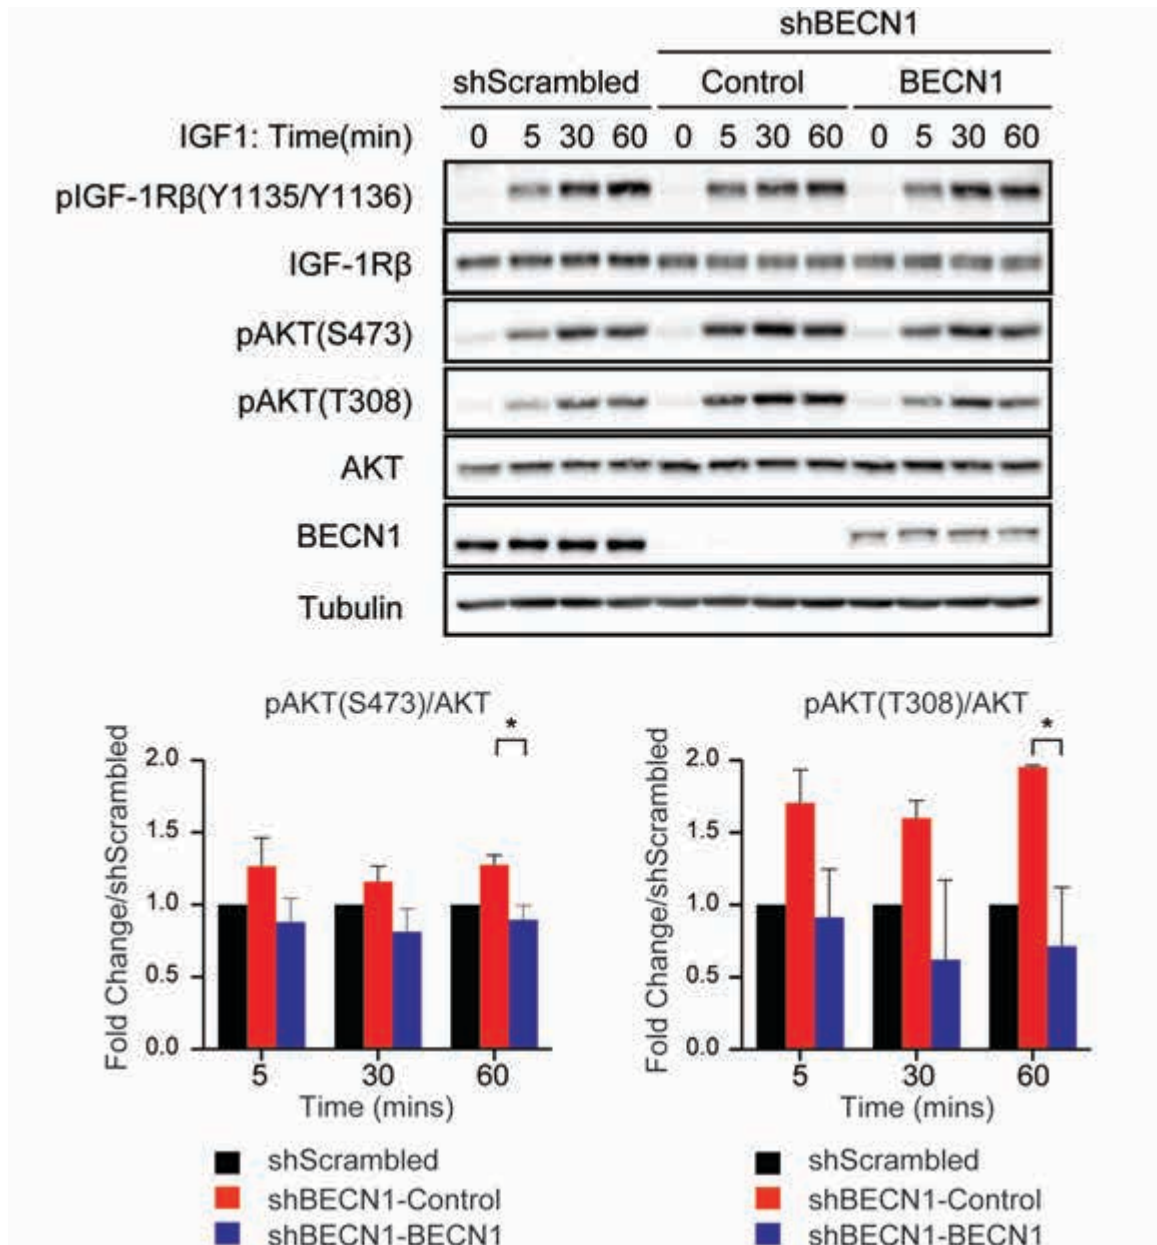 shBECN1
shScrambled Control BECN1
IGF1: Time(min) 0 5 30 60 0 5 30 60 0 5 30 60
pIGF-1Rβ(Y1135/Y1136)
IGF-1Rβ
pAKT(S473)
pAKT(T308)
AKT
BECN1
Tubulin
pAKT(S473)/AKT
*
Fold Change/shScrambled
2.0
1.5
1.0
0.5
0.0
5 30 60
Time (mins)
shScrambled
shBECN1-Control
shBECN1-BECN1
pAKT(T308)/AKT
*
Fold Change/shScrambled
2.0
1.5
1.0
0.5
0.0
5 30 60
Time (mins)
shScrambled
shBECN1-Control
shBECN1-BECN1